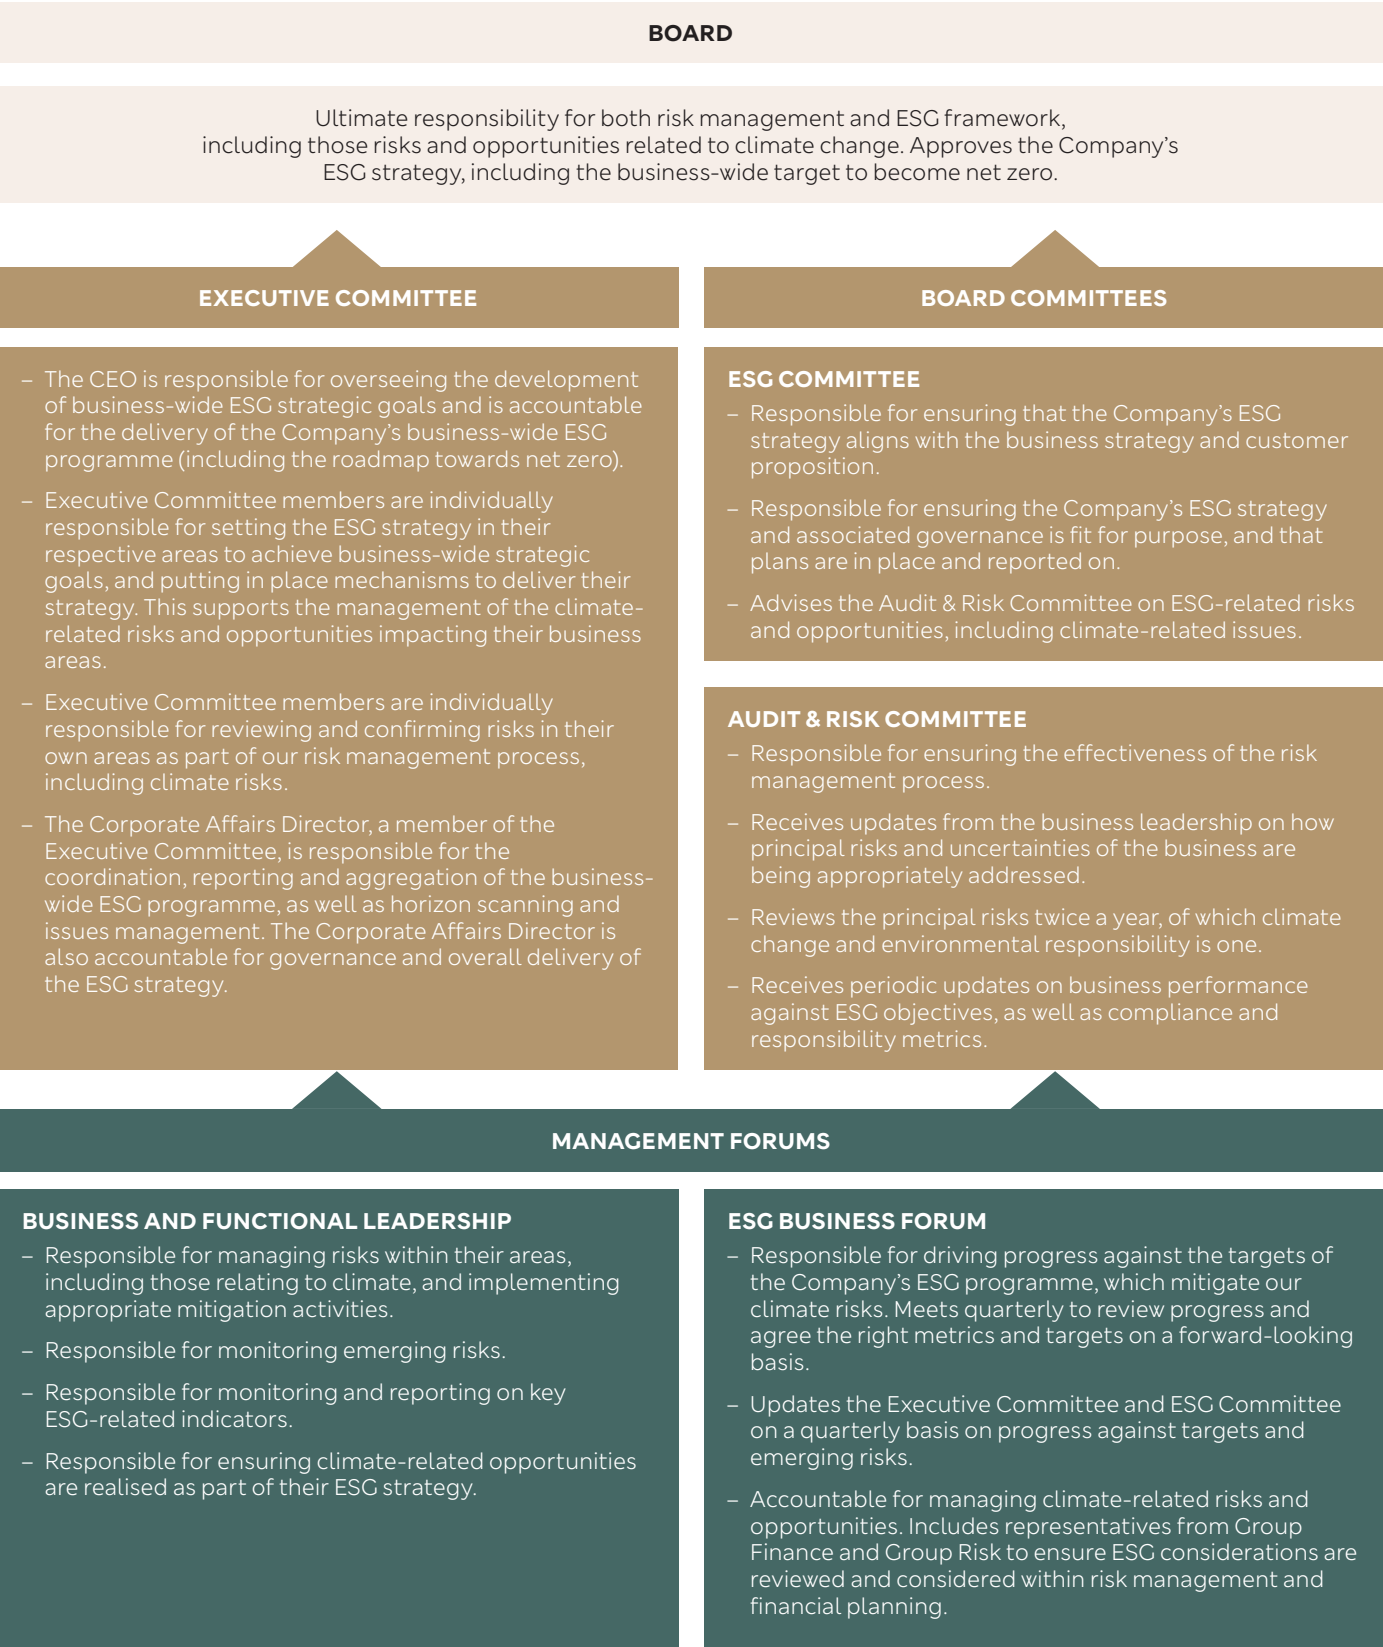 BOARD
Ultimate responsibility for both risk management and ESG framework,
including those risks and opportunities related to climate change. Approves the Company’s
ESG strategy, including the business-wide target to become net zero.
EXECUTIVE COMMITTEE
– The CEO is responsible for overseeing the development
of business-wide ESG strategic goals and is accountable
for the delivery of the Company’s business-wide ESG
programme (including the roadmap towards net zero).
– Executive Committee members are individually
responsible for setting the ESG strategy in their
respective areas to achieve business-wide strategic
goals, and putting in place mechanisms to deliver their
strategy. This supports the management of the climate-
related risks and opportunities impacting their business
areas.
– Executive Committee members are individually
responsible for reviewing and confirming risks in their
own areas as part of our risk management process,
including climate risks.
– The Corporate Affairs Director, a member of the
Executive Committee, is responsible for the
coordination, reporting and aggregation of the business-
wide ESG programme, as well as horizon scanning and
issues management. The Corporate Affairs Director is
also accountable for governance and overall delivery of
the ESG strategy.
BOARD COMMITTEES
ESG COMMITTEE
– Responsible for ensuring that the Company’s ESG
strategy aligns with the business strategy and customer
proposition.
– Responsible for ensuring the Company’s ESG strategy
and associated governance is fit for purpose, and that
plans are in place and reported on.
– Advises the Audit & Risk Committee on ESG-related risks
and opportunities, including climate-related issues.
AUDIT & RISK COMMITTEE
– Responsible for ensuring the effectiveness of the risk
management process.
– Receives updates from the business leadership on how
principal risks and uncertainties of the business are
being appropriately addressed.
– Reviews the principal risks twice a year, of which climate
change and environmental responsibility is one.
– Receives periodic updates on business performance
against ESG objectives, as well as compliance and
responsibility metrics.
MANAGEMENT FORUMS
BUSINESS AND FUNCTIONAL LEADERSHIP
– Responsible for managing risks within their areas,
including those relating to climate, and implementing
appropriate mitigation activities.
– Responsible for monitoring emerging risks.
– Responsible for monitoring and reporting on key
ESG-related indicators.
– Responsible for ensuring climate-related opportunities
are realised as part of their ESG strategy.
ESG BUSINESS FORUM
– Responsible for driving progress against the targets of
the Company’s ESG programme, which mitigate our
climate risks. Meets quarterly to review progress and
agree the right metrics and targets on a forward-looking
basis.
– Updates the Executive Committee and ESG Committee
on a quarterly basis on progress against targets and
emerging risks.
– Accountable for managing climate-related risks and
opportunities. Includes representatives from Group
Finance and Group Risk to ensure ESG considerations are
reviewed and considered within risk management and
financial planning.